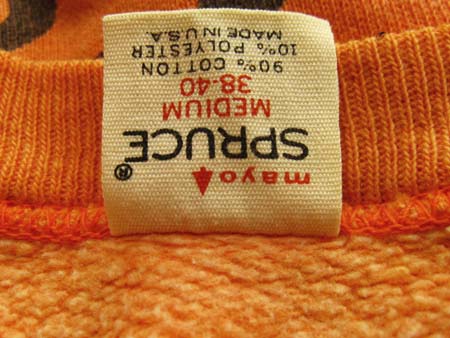 mayo
SPRUCE®
MEDIUM
38-40
90% COTTON
10% POLYESTER
MADE IN U.S.A.